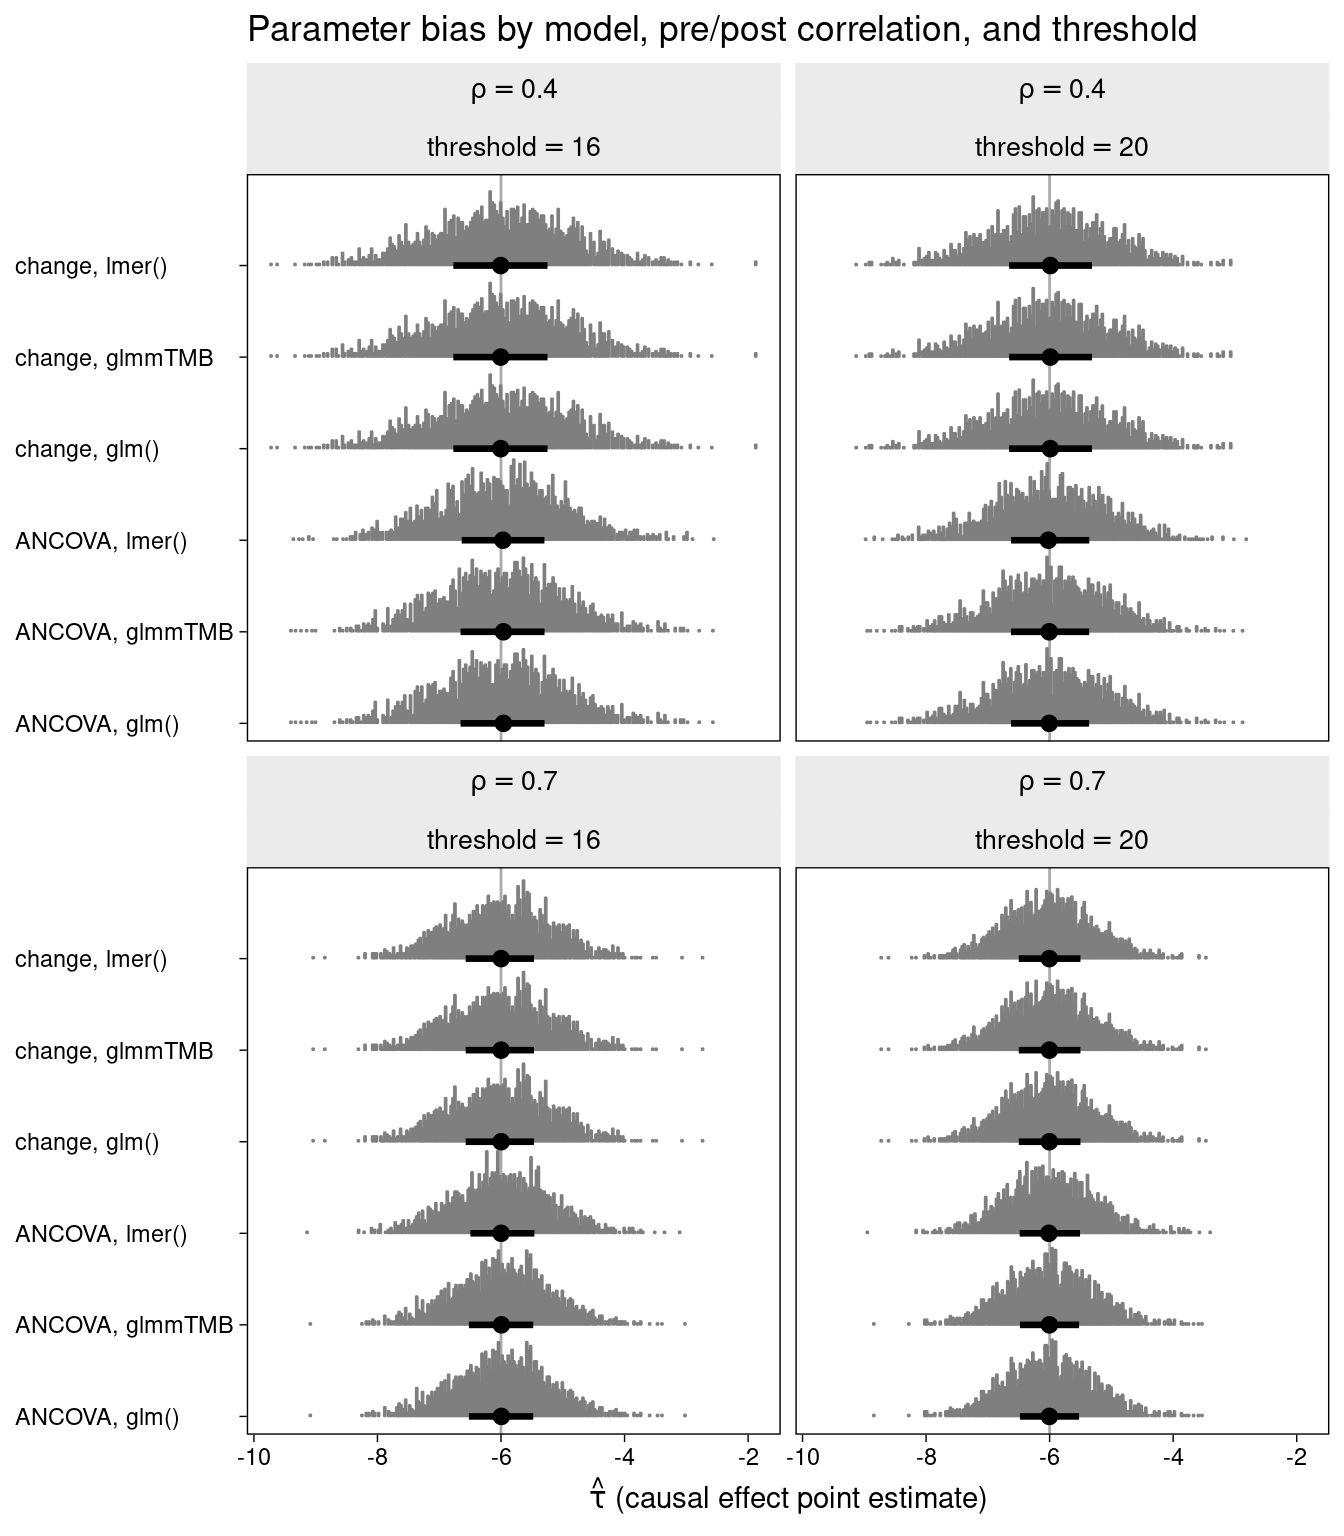 Parameter bias by model, pre/post correlation, and threshold
ρ = 0.4
threshold = 16
ρ = 0.4
threshold = 20
change, lmer()
change, glmmTMB
change, glm()
ANCOVA, lmer()
ANCOVA, glmmTMB
ANCOVA, glm()
ρ = 0.7
threshold = 16
ρ = 0.7
threshold = 20
change, lmer()
change, glmmTMB
change, glm()
ANCOVA, lmer()
ANCOVA, glmmTMB
ANCOVA, glm()
-10 -8 -6 -4 -2
-10 -8 -6 -4 -2
τ̂ (causal effect point estimate)